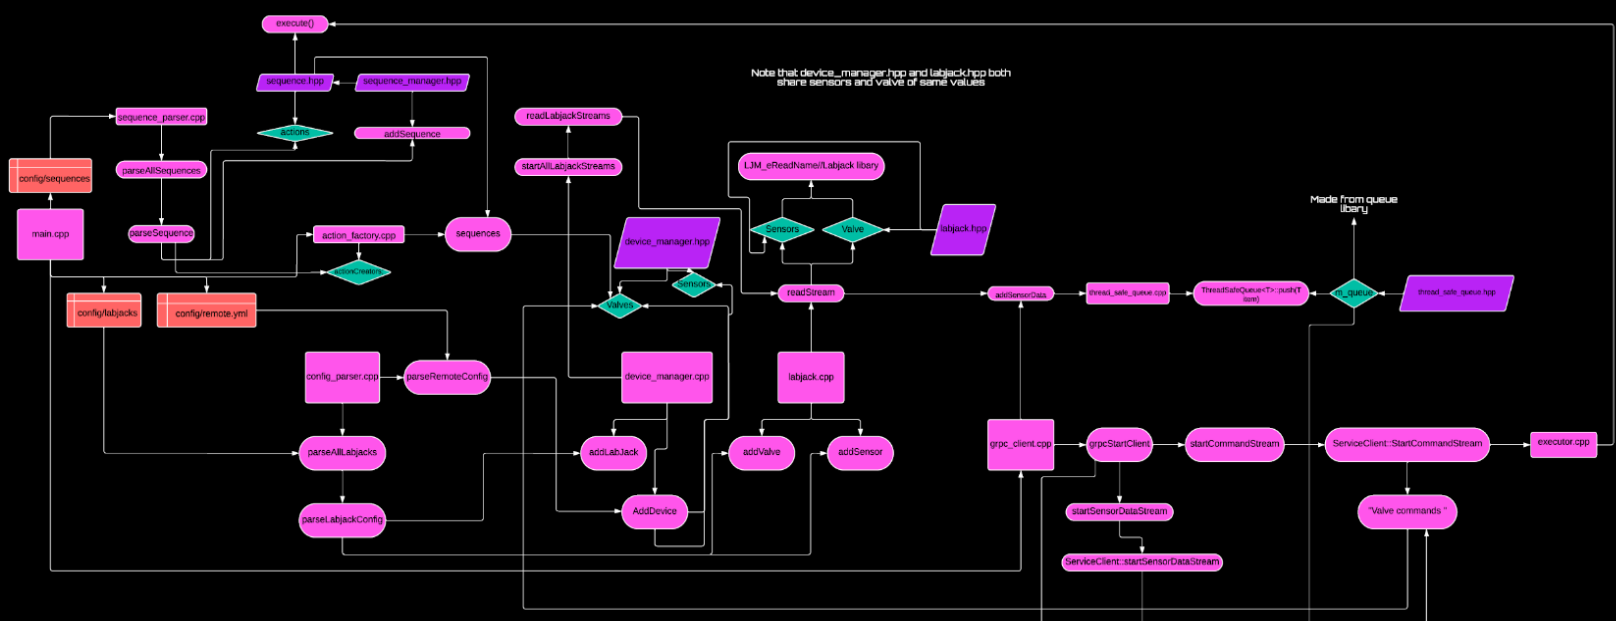 execute()
sequence.hpp
sequence_manager.hpp
Note that device_manager.hpp and labjack.hpp both
share sensors and valve of same values
sequence_parser.cpp
actions
addSequence
readLabjackStreams
parseAllSequences
startAllLabjackStreams
LJM_eReadName//Labjack libary
config/sequences
Made from queue
libary
main.cpp
parseSequence
action_factory.cpp
sequences
device_manager.hpp
Sensors
Valve
labjack.hpp
actionCreators
Sensors
readStream
addSensorData
thread_safe_queue.cpp
ThreadSafeQueue<T>::push(T
item)
m_queue
thread_safe_queue.hpp
config/labjacks
config/remote.yml
Valves
config_parser.cpp
parseRemoteConfig
device_manager.cpp
labjack.cpp
grpc_client.cpp
grpcStartClient
startCommandStream
ServiceClient::StartCommandStream
executor.cpp
parseAllLabjacks
addLabJack
addValve
addSensor
parseLabjackConfig
AddDevice
startSensorDataStream
"Valve commands "
ServiceClient::startSensorDataStream